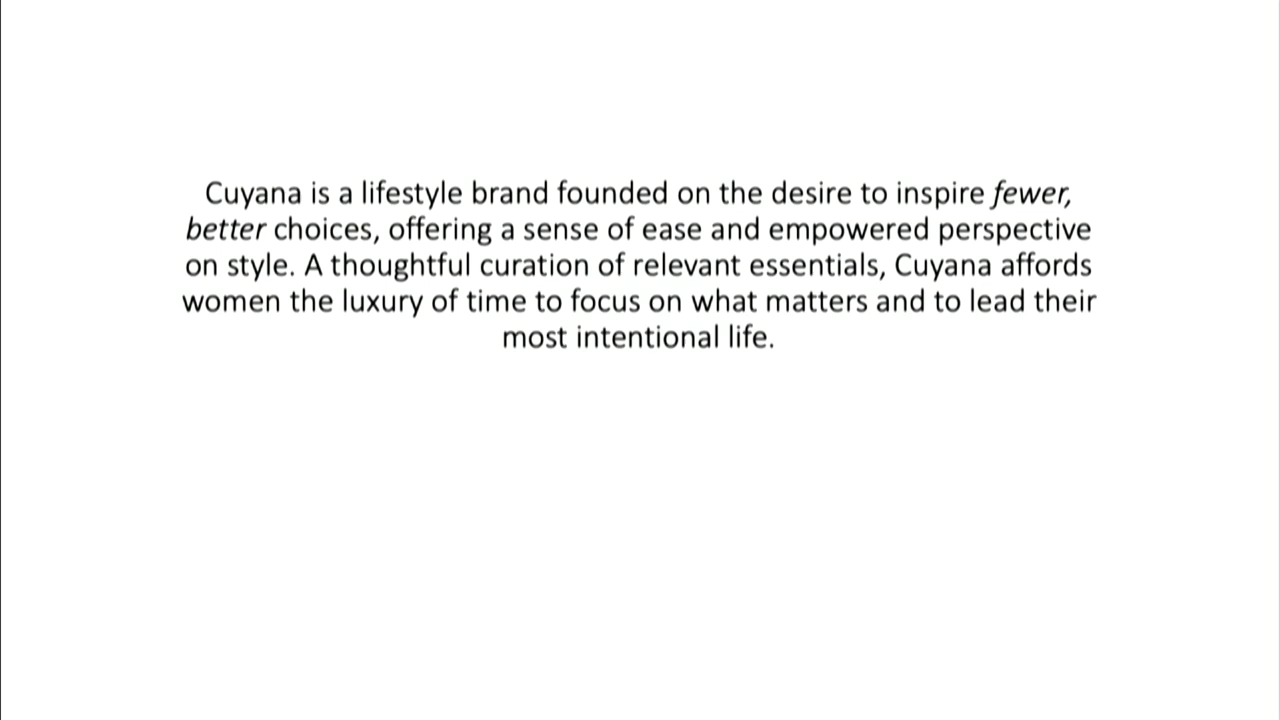 Cuyana is a lifestyle brand founded on the desire to inspire fewer,
better choices, offering a sense of ease and empowered perspective
on style. A thoughtful curation of relevant essentials, Cuyana affords
women the luxury of time to focus on what matters and to lead their
most intentional life.